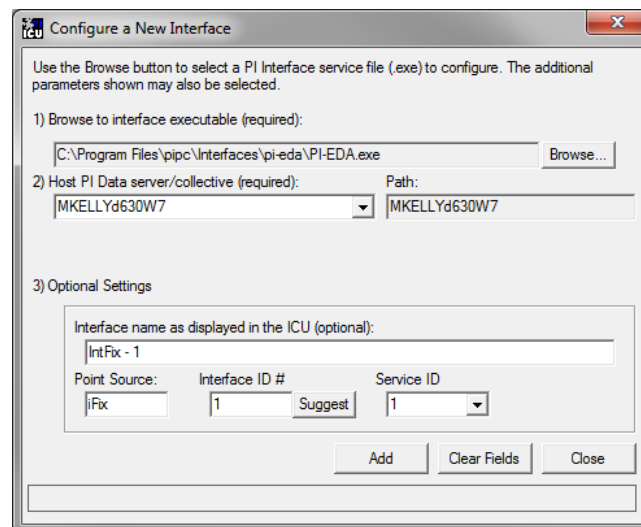 ICU
Configure a New Interface
X
Use the Browse button to select a PI Interface service file (.exe) to configure. The additional
parameters shown may also be selected.
1) Browse to interface executable (required):
C:\Program Files\pipc\Interfaces\pi-eda\PI-EDA.exe Browse...
2) Host PI Data server/collective (required): Path:
MKELLYd630W7 MKELLYd630W7
3) Optional Settings
Interface name as displayed in the ICU (optional):
IntFix - 1
Point Source: Interface ID # Service ID
iFix 1 Suggest 1
Add Clear Fields Close